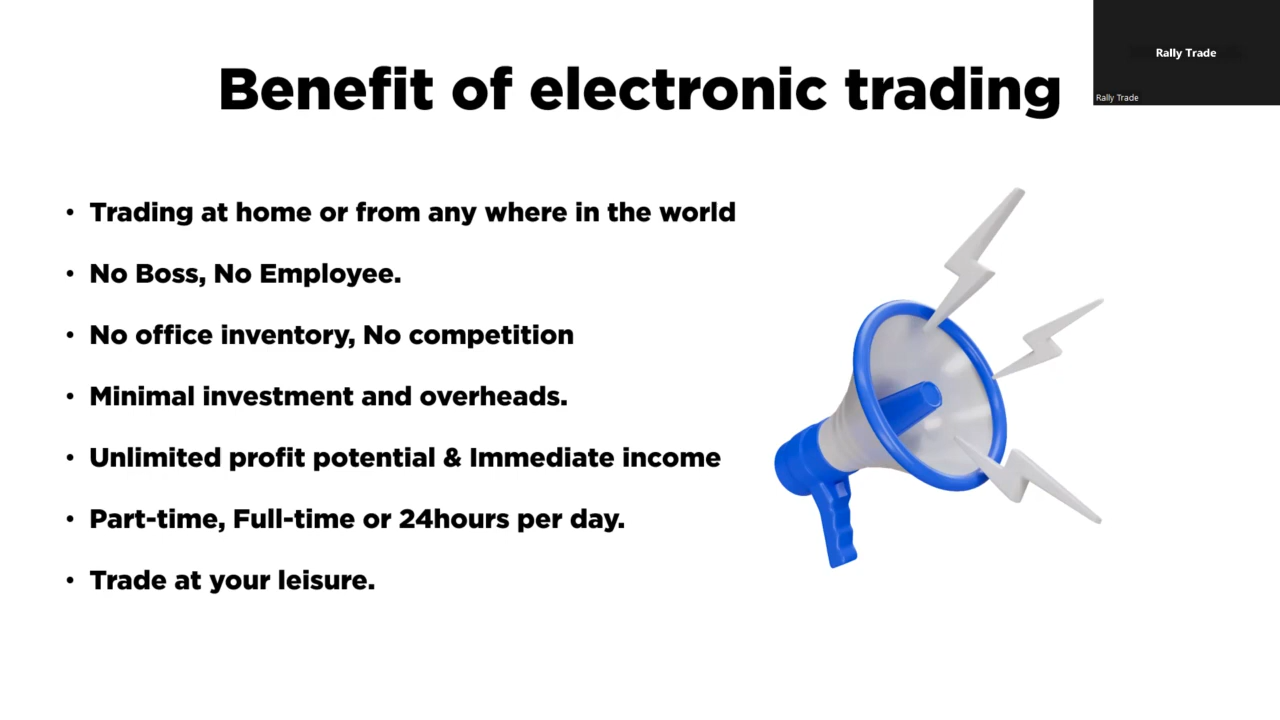 Rally Trade
Rally Trade
Benefit of electronic trading
• Trading at home or from any where in the world
• No Boss, No Employee.
• No office inventory, No competition
• Minimal investment and overheads.
• Unlimited profit potential & Immediate income
• Part-time, Full-time or 24hours per day.
• Trade at your leisure.